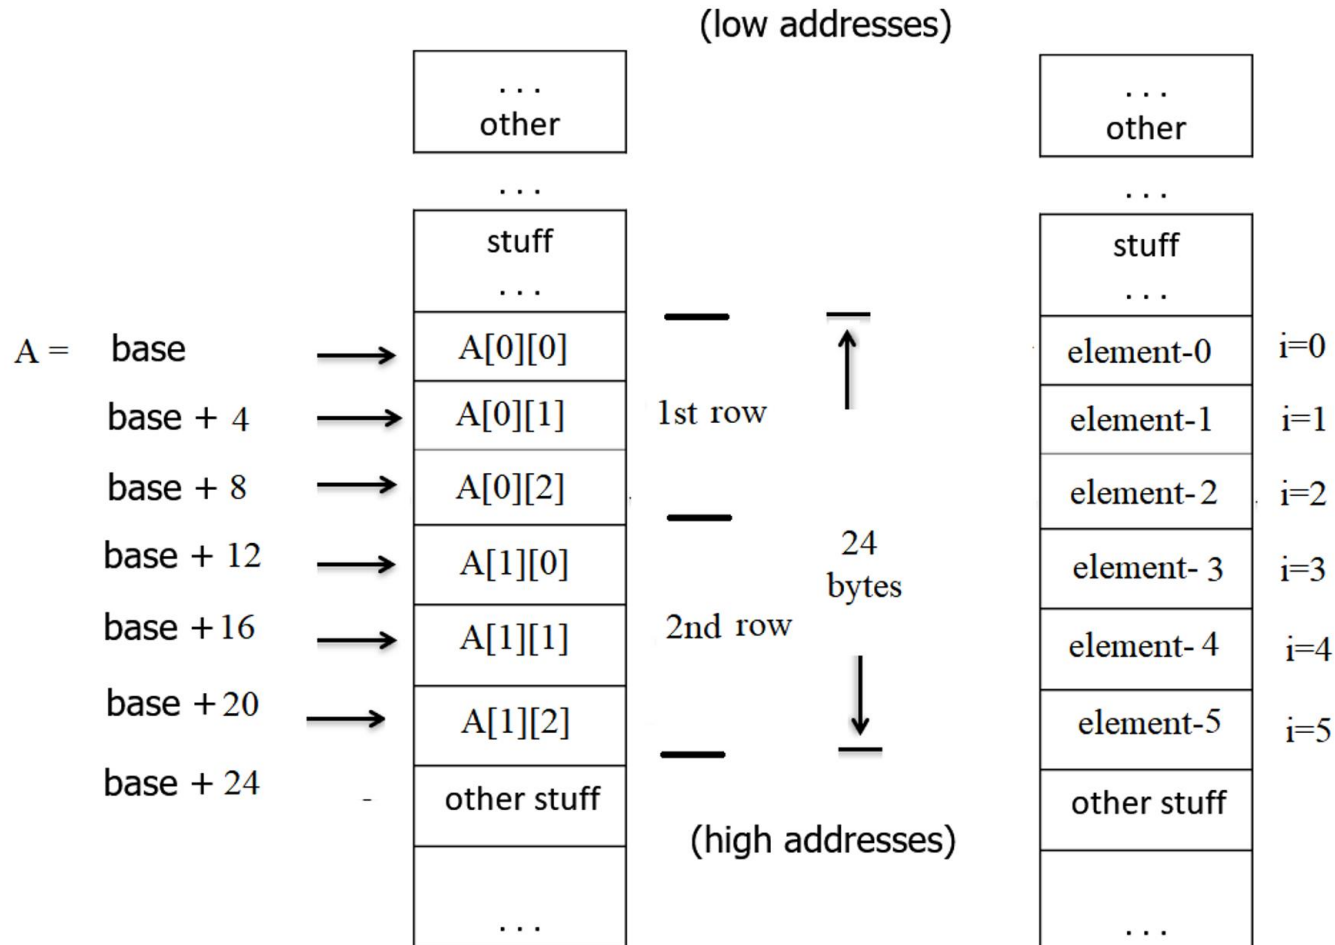 (low addresses)
. . .
other
. . .
other
. . .
. . .
stuff
. . .
stuff
. . .
A = base A[0][0] element-0 i=0
base + 4 A[0][1] 1st row element-1 i=1
base + 8 A[0][2] element- 2 i=2
24
bytes
base + 12 A[1][0] element- 3 i=3
base + 16 A[1][1] 2nd row element- 4 i=4
base + 20 A[1][2] element-5 i=5
base + 24 other stuff other stuff
(high addresses)
. . .
. . .